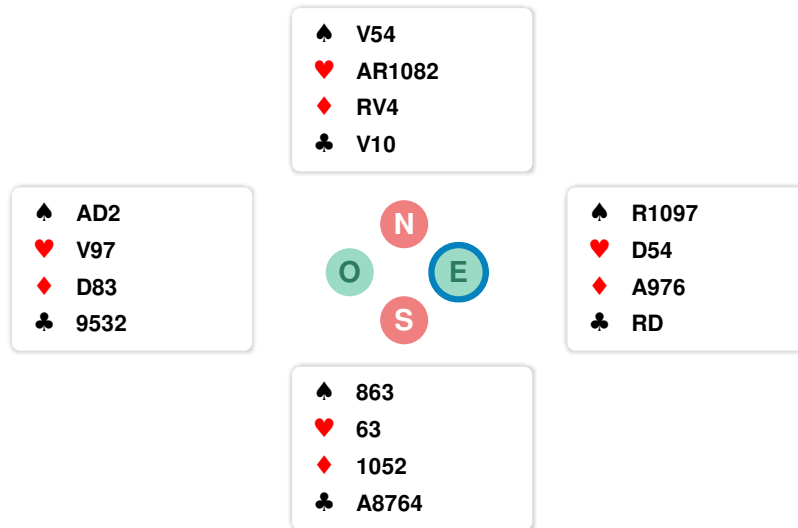 ♠ V54
♥ AR1082
♦ RV4
♣ V10
♠ AD2
♥ V97
♦ D83
♣ 9532
N
O
E
S
♠ R1097
♥ D54
♦ A976
♣ RD
♠ 863
♥ 63
♦ 1052
♣ A8764